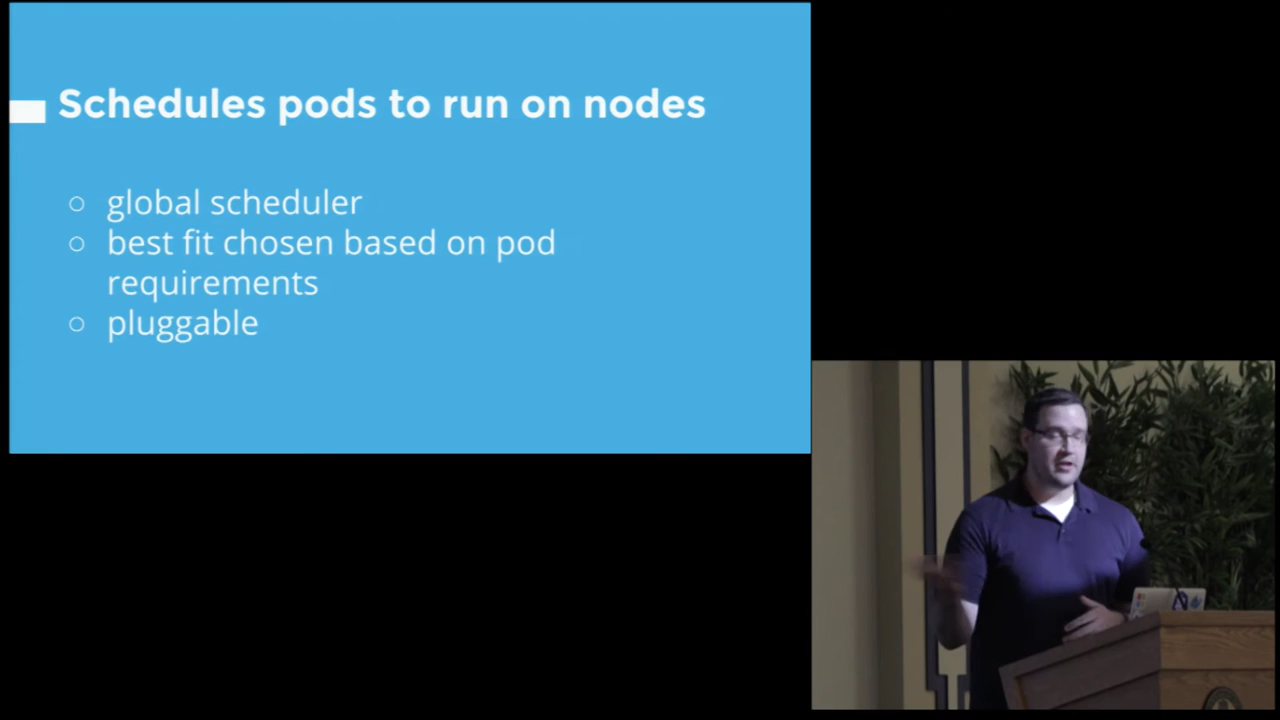 Schedules pods to run on nodes
○ global scheduler
○ best fit chosen based on pod
requirements
○ pluggable